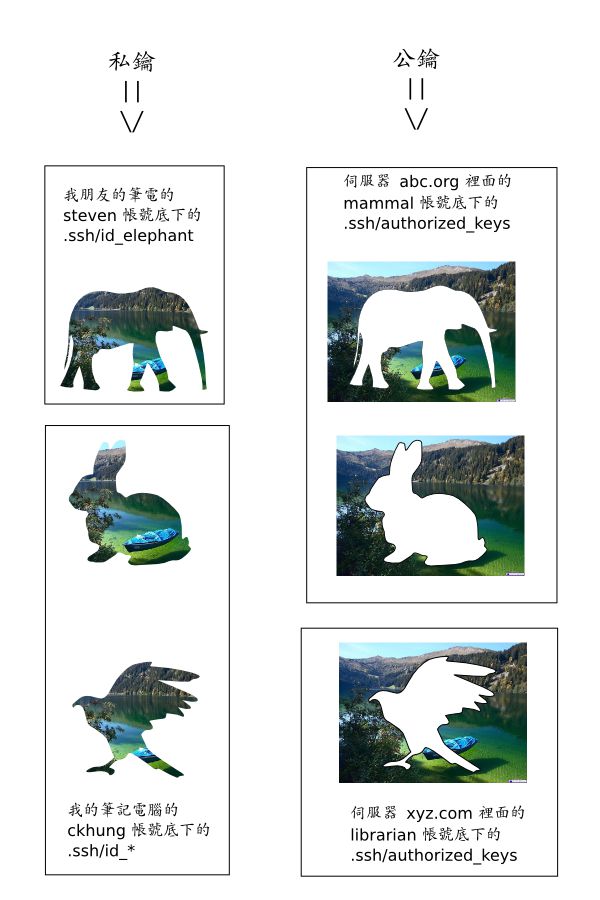 私鑰
||
\/
公鑰
||
\/
我朋友的筆電的
steven 帳號底下的
.ssh/id_elephant
伺服器 abc.org 裡面的
mammal 帳號底下的
.ssh/authorized_keys
我的筆記電腦的
ckhung 帳號底下的
.ssh/id_*
伺服器 xyz.com 裡面的
librarian 帳號底下的
.ssh/authorized_keys